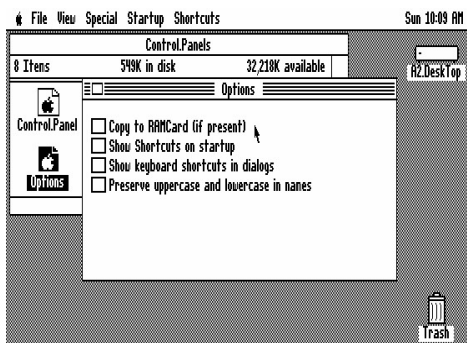 File View Special Startup Shortcuts Sun 10:09 AM
Control.Panels
8 Items 549K in disk 32,218K available
A2.DeskTop
Options
Control.Panel
Copy to RAMCard (if present)
Show Shortcuts on startup
Show keyboard shortcuts in dialogs
Options
Preserve uppercase and lowercase in names
Trash